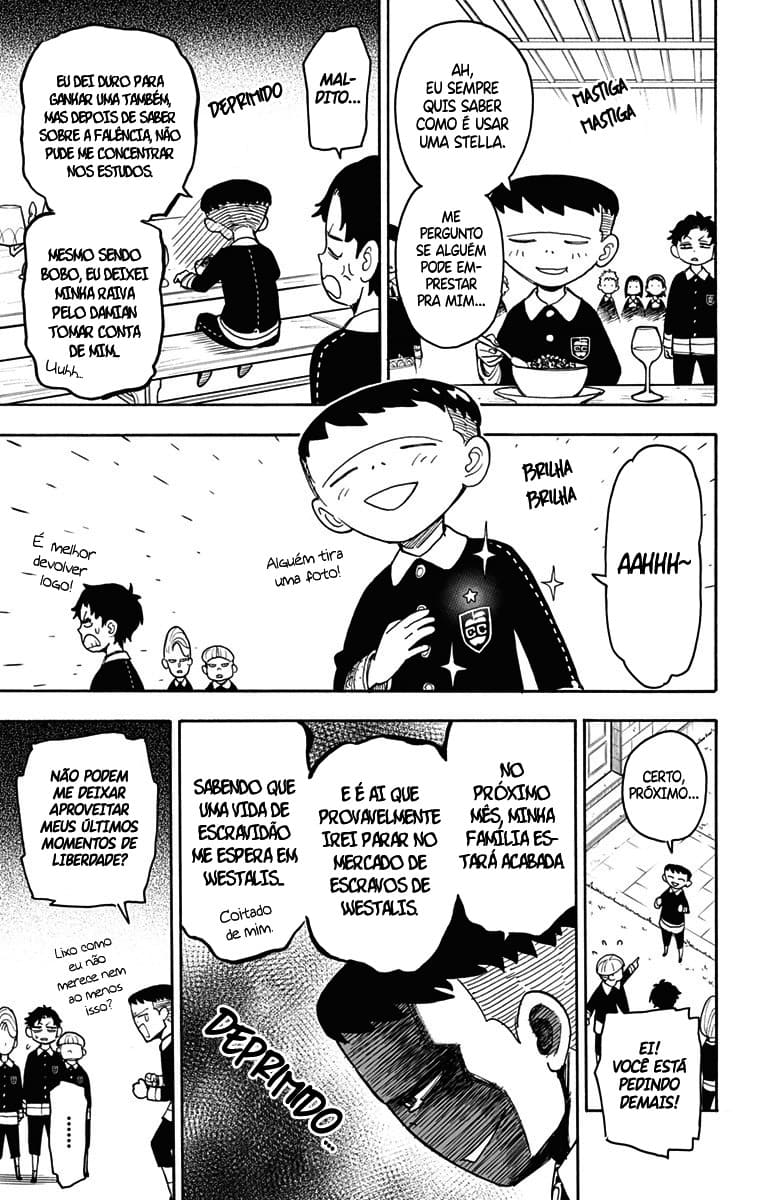 AH,
EU SEMPRE
QUIS SABER
COMO É USAR
UMA STELLA.
MASTIGA
MASTIGA
ME
PERGUNTO
SE ALGUÉM
PODE EM-
PRESTAR
PRA MIM...
MAL-
DITO...
DEPRIMIDO
EU DEI DURO PARA
GANHAR UMA TAMBÉM,
MAS DEPOIS DE SABER
SOBRE A FALÊNCIA, NÃO
PUDE ME CONCENTRAR
NOS ESTUDOS.
MESMO SENDO
BOBO, EU DEIXEI
MINHA RAIVA
PELO DAMIAN
TOMAR CONTA
DE MIM..
Uuhh...
AAHHH~
BRILHA
BRILHA
Alguém tira
uma foto!
É melhor
devolver
logo!
CERTO,
PRÓXIMO...
EI!
VOCÊ ESTÁ
PEDINDO
DEMAIS!
NO
PRÓXIMO
MÊS, MINHA
FAMÍLIA ES-
TARÁ ACABADA
E É AI QUE
PROVAVELMENTE
IREI PARAR NO
MERCADO DE
ESCRAVOS DE
WESTALIS.
SABENDO QUE
UMA VIDA DE
ESCRAVIDÃO
ME ESPERA EM
WESTALIS...
Coitado
de mim.
DEPRIMIDO...
NÃO PODEM
ME DEIXAR
APROVEITAR
MEUS ÚLTIMOS
MOMENTOS DE
LIBERDADE?
Lixo como
eu não
merece nem
ao menos
isso?
......